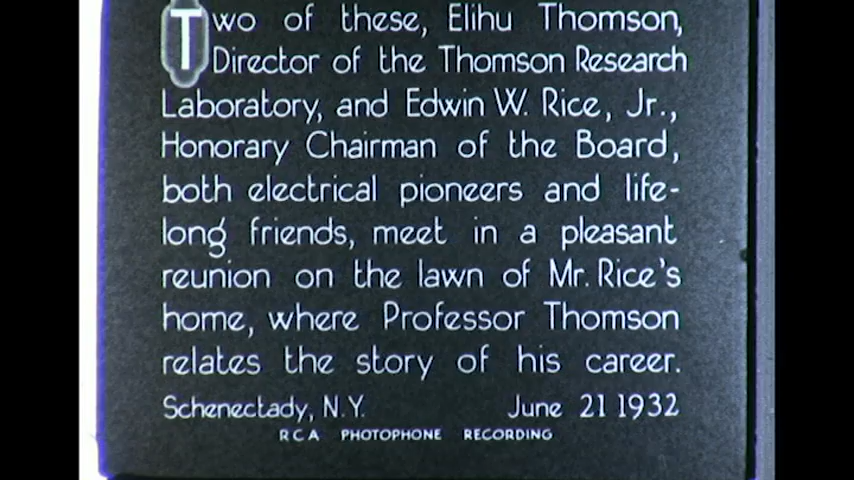 Two of these, Elihu Thomson,
Director of the Thomson Research
Laboratory, and Edwin W. Rice, Jr.,
Honorary Chairman of the Board,
both electrical pioneers and life-
long friends, meet in a pleasant
reunion on the lawn of Mr. Rice's
home, where Professor Thomson
relates the story of his career.
Schenectady, N.Y. June 21 1932
RCA PHOTOPHONE RECORDING